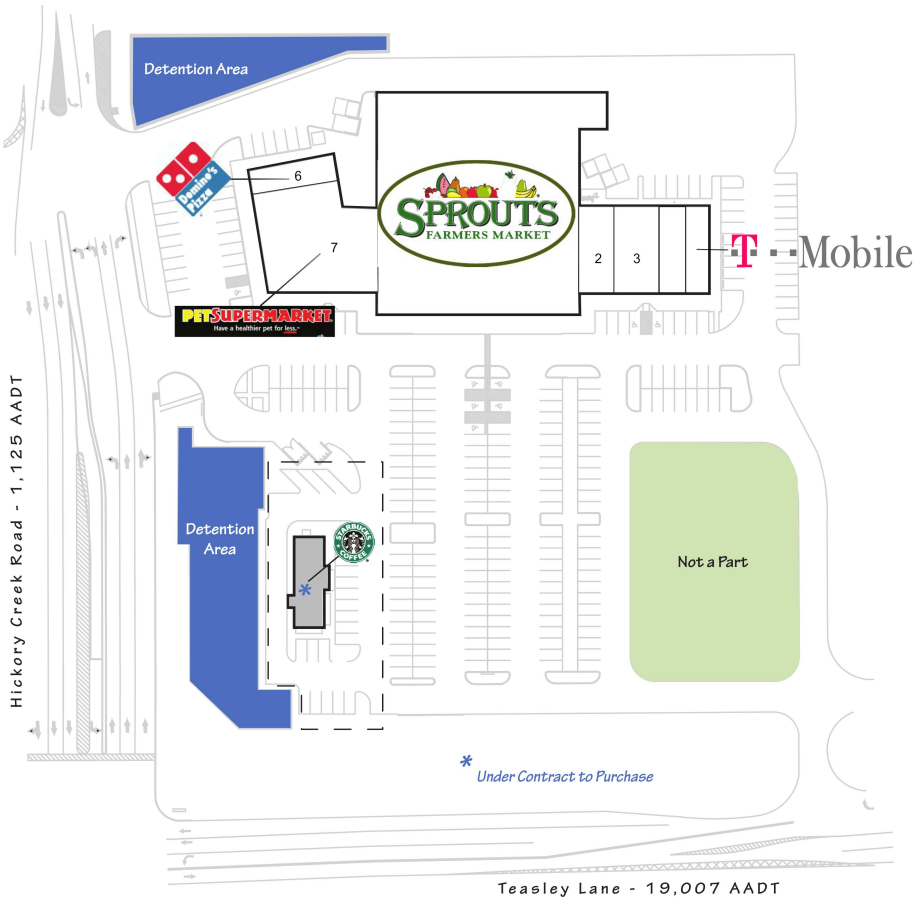 Detention Area
Domino's
Pizza
6
SPROUTS
FARMERS MARKET
7
2
3
T Mobile
PETSUPERMARKET
Have a healthier pet for less.
Hickory Creek Road - 1,125 AADT
Detention
Area
STARBUCKS
COFFEE
Not a Part
* Under Contract to Purchase
Teasley Lane - 19,007 AADT